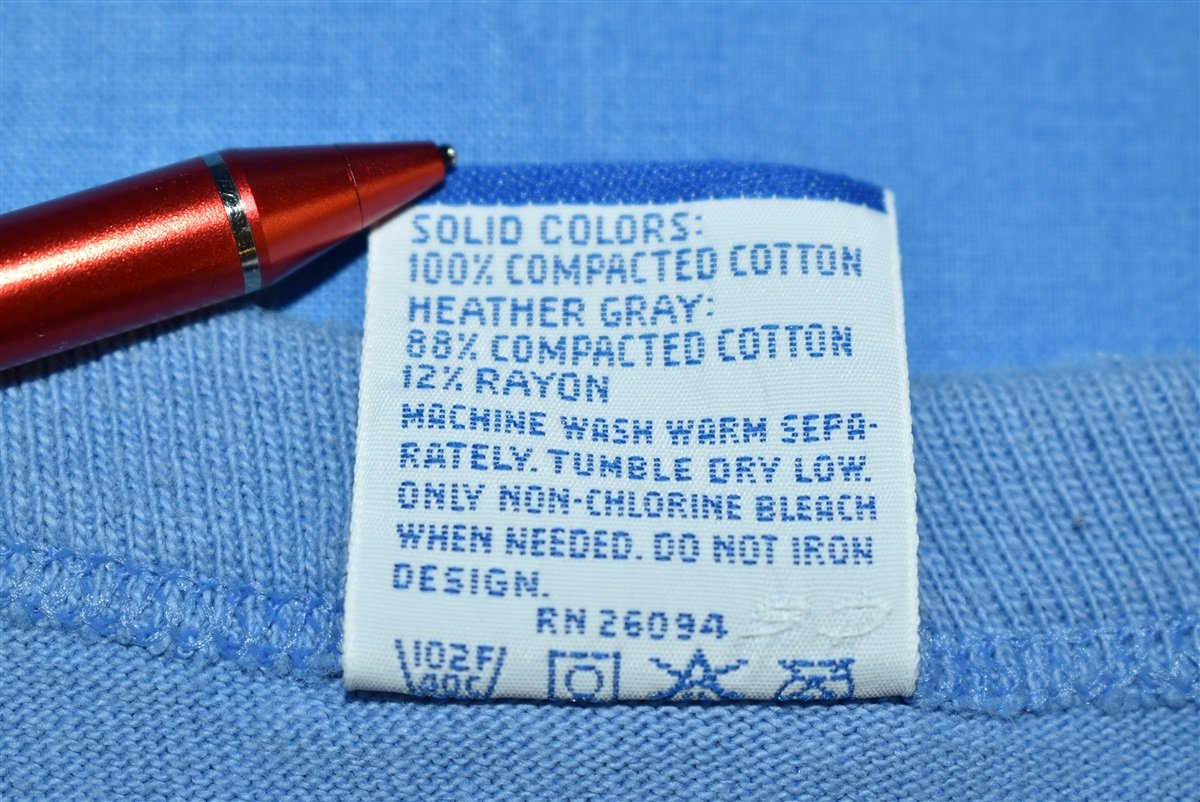 SOLID COLORS:
100% COMPACTED COTTON
HEATHER GRAY:
88% COMPACTED COTTON
12% RAYON
MACHINE WASH WARM SEPA-
RATELY. TUMBLE DRY LOW.
ONLY NON-CHLORINE BLEACH
WHEN NEEDED. DO NOT IRON
DESIGN.
RN 26094
102F
40C